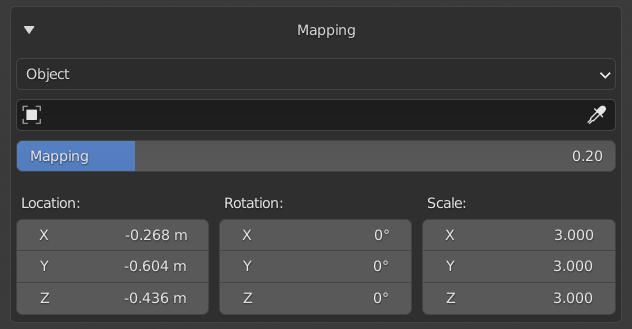 Mapping
Object
Mapping 0.20
Location: Rotation: Scale:
X -0.268 m X 0° X 3.000
Y -0.604 m Y 0° Y 3.000
Z -0.436 m Z 0° Z 3.000